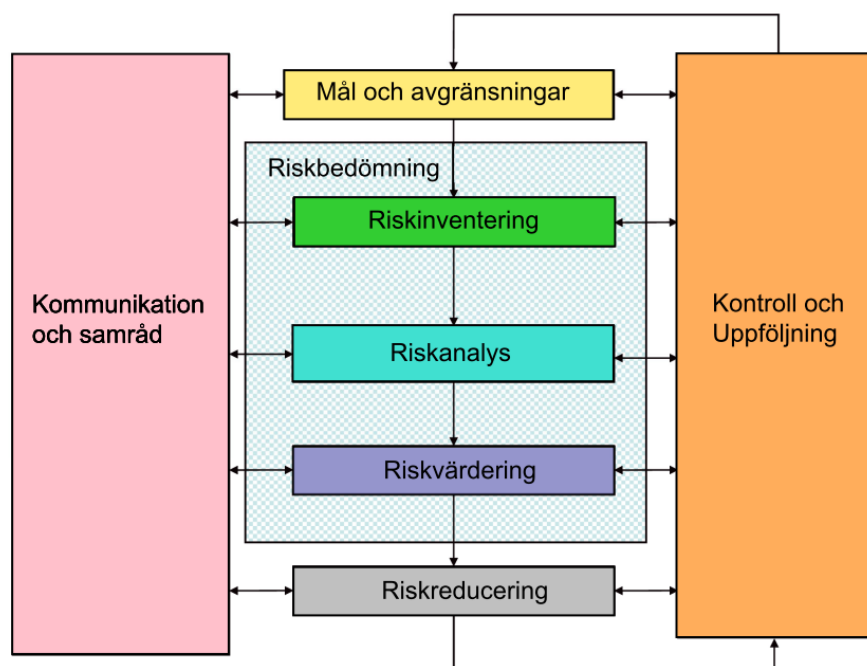 Mål och avgränsningar
Riskbedömning
Riskinventering
Kommunikation
och samråd
Kontroll och
Uppföljning
Riskanalys
Riskvärdering
Riskreducering